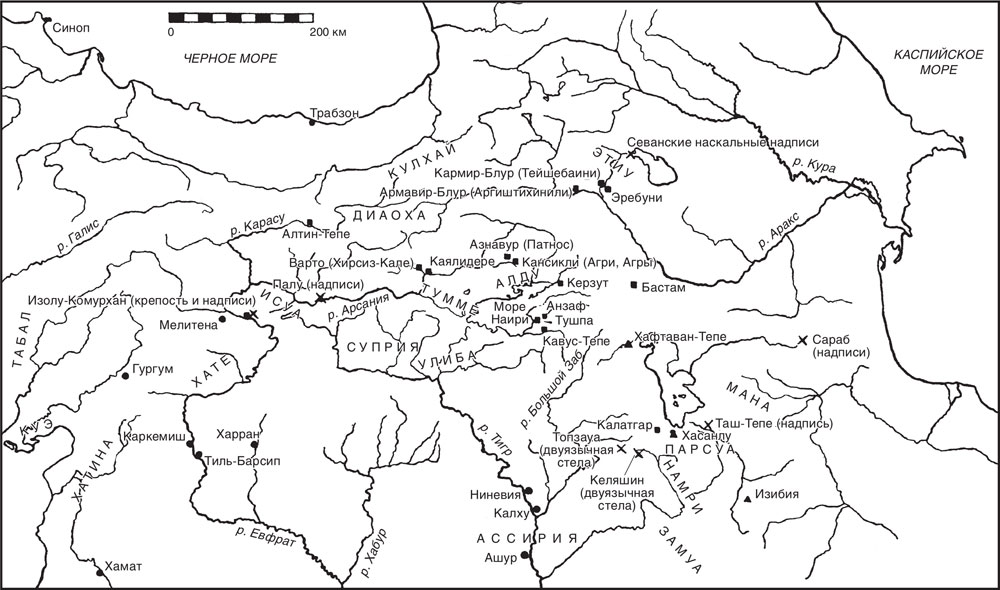 Синоп
0
200 км
ЧЕРНОЕ МОРЕ
КАСПИЙСКОЕ
МОРЕ
Трабзон
КУЛХАЙ
Севанские наскальные надписи
ЭТИУ
р. Кура
Кармир-Блур (Тейшебаини)
Армавир-Блур (Аргиштихинили)
Эребуни
р. Галис
р. Карасу
ДИАОХА
Алтин-Тепе
р. Аракс
Азнавур (Патнос)
Варто (Хирсиз-Кале)
Каялидере
Кансикли (Агри, Агры)
Палу (надписи)
АЛДУ
Керзут
Бастам
Изолу-Комурхан (крепость и надписи)
ИСУА
р. Арсания
ТУММЕ
Море
Наири
Анзаф-
Тушпа
Мелитена
ТАБАЛ
СУПРИЯ
УЛИБА
Кавус-Тепе
Хафтаван-Тепе
Сараб
(надписи)
Гургум
ХАТЕ
р. Большой Заб
МАНА
КУЭ
Каркемиш
Харран
Тиль-Барсип
р. Тигр
Калатгар
Таш-Тепе (надпись)
Хасанлу
ПАРСУА
Топзауа
(двуязычная
стела)
ХАТИНА
Келяшин
(двуязычная
стела)
НАМРИ
Изибия
Ниневия
Калху
р. Евфрат
р. Хабур
АССИРИЯ
Ашур
ЗАМУА
Хамат